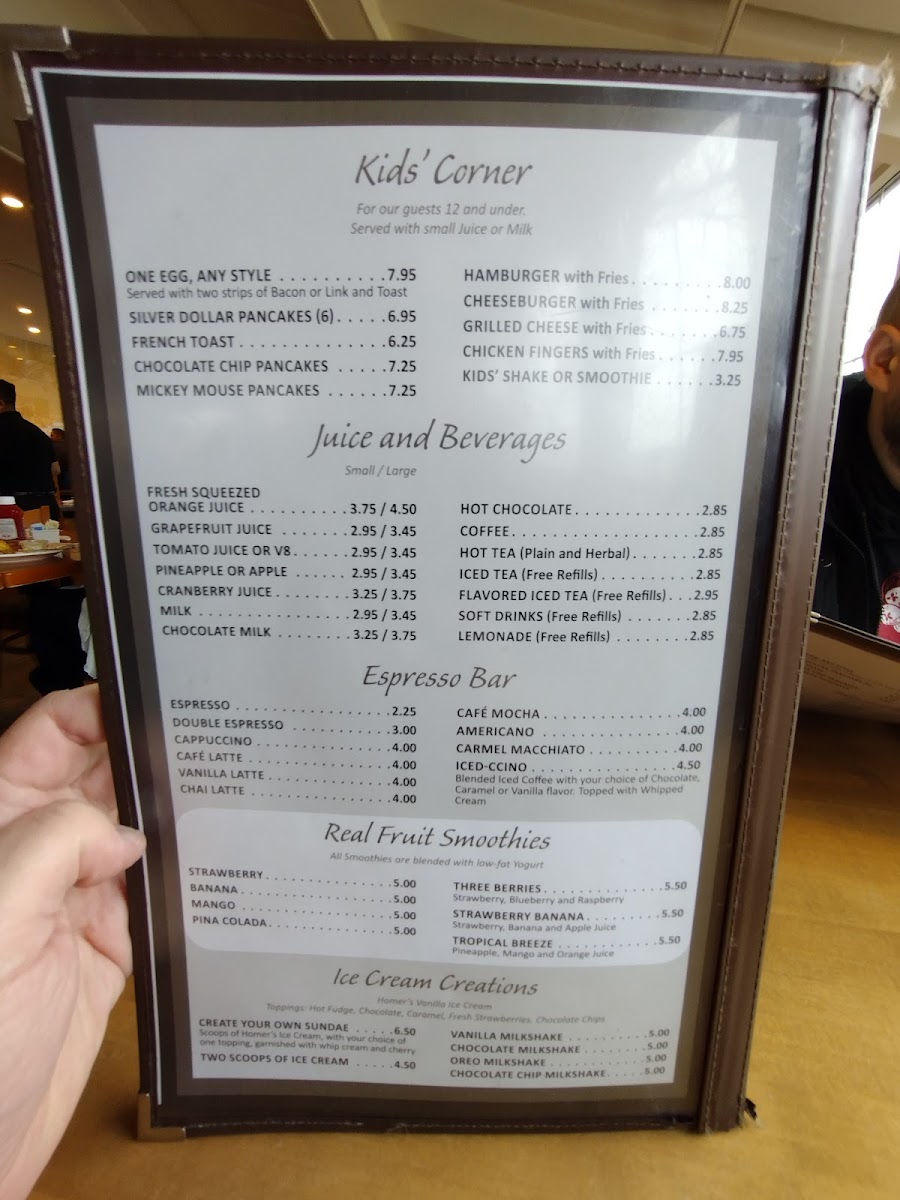 Kids' Corner
For our guests 12 and under.
Served with small Juice or Milk
ONE EGG, ANY STYLE . . . . . . . . . . 7.95
Served with two strips of Bacon or Link and Toast
SILVER DOLLAR PANCAKES (6) . . . . . 6.95
FRENCH TOAST . . . . . . . . . . . . . . 6.25
CHOCOLATE CHIP PANCAKES . . . . . 7.25
MICKEY MOUSE PANCAKES . . . . . . 7.25
HAMBURGER with Fries . . . . . . . . . 8.00
CHEESEBURGER with Fries . . . . . . . 8.25
GRILLED CHEESE with Fries . . . . . . . 6.75
CHICKEN FINGERS with Fries . . . . . . 7.95
KIDS' SHAKE OR SMOOTHIE . . . . . . 3.25
Juice and Beverages
Small / Large
FRESH SQUEEZED
ORANGE JUICE . . . . . . . . . . 3.75 / 4.50
GRAPEFRUIT JUICE . . . . . . . 2.95 / 3.45
TOMATO JUICE OR V8 . . . . . . 2.95 / 3.45
PINEAPPLE OR APPLE . . . . . . 2.95 / 3.45
CRANBERRY JUICE . . . . . . . . 3.25 / 3.75
MILK . . . . . . . . . . . . . . . . 2.95 / 3.45
CHOCOLATE MILK . . . . . . . . 3.25 / 3.75
HOT CHOCOLATE . . . . . . . . . . . . . 2.85
COFFEE . . . . . . . . . . . . . . . . . . . 2.85
HOT TEA (Plain and Herbal) . . . . . . . 2.85
ICED TEA (Free Refills) . . . . . . . . . . 2.85
FLAVORED ICED TEA (Free Refills) . . . 2.95
SOFT DRINKS (Free Refills) . . . . . . . 2.85
LEMONADE (Free Refills) . . . . . . . . 2.85
Espresso Bar
ESPRESSO . . . . . . . . . . . . . . . . . 2.25
DOUBLE ESPRESSO . . . . . . . . . . . 3.00
CAPPUCCINO . . . . . . . . . . . . . . . 4.00
CAFÉ LATTE . . . . . . . . . . . . . . . . 4.00
VANILLA LATTE . . . . . . . . . . . . . . 4.00
CHAI LATTE . . . . . . . . . . . . . . . . 4.00
CAFÉ MOCHA . . . . . . . . . . . . . . . 4.00
AMERICANO . . . . . . . . . . . . . . . 4.00
CARMEL MACCHIATO . . . . . . . . . 4.00
ICED-CCINO . . . . . . . . . . . . . . . . 4.50
Blended Iced Coffee with your choice of Chocolate,
Caramel or Vanilla flavor. Topped with Whipped
Cream
Real Fruit Smoothies
All Smoothies are blended with low-fat Yogurt
STRAWBERRY . . . . . . . . . . . . . . 5.00
BANANA . . . . . . . . . . . . . . . . . 5.00
MANGO . . . . . . . . . . . . . . . . . 5.00
PINA COLADA . . . . . . . . . . . . . . 5.00
THREE BERRIES . . . . . . . . . . . . . 5.50
Strawberry, Blueberry and Raspberry
STRAWBERRY BANANA . . . . . . . . 5.50
Strawberry, Banana and Apple Juice
TROPICAL BREEZE . . . . . . . . . . . 5.50
Pineapple, Mango and Orange Juice
Ice Cream Creations
Homer's Vanilla Ice Cream
Toppings: Hot Fudge, Chocolate, Caramel, Fresh Strawberries, Chocolate Chips
CREATE YOUR OWN SUNDAE . . . . . 6.50
Scoops of Homer's Ice Cream, with your choice of
one topping, garnished with whip cream and cherry
TWO SCOOPS OF ICE CREAM . . . . . 4.50
VANILLA MILKSHAKE . . . . . . . . . . 5.00
CHOCOLATE MILKSHAKE . . . . . . . . 5.00
OREO MILKSHAKE . . . . . . . . . . . 5.00
CHOCOLATE CHIP MILKSHAKE . . . . . 5.00